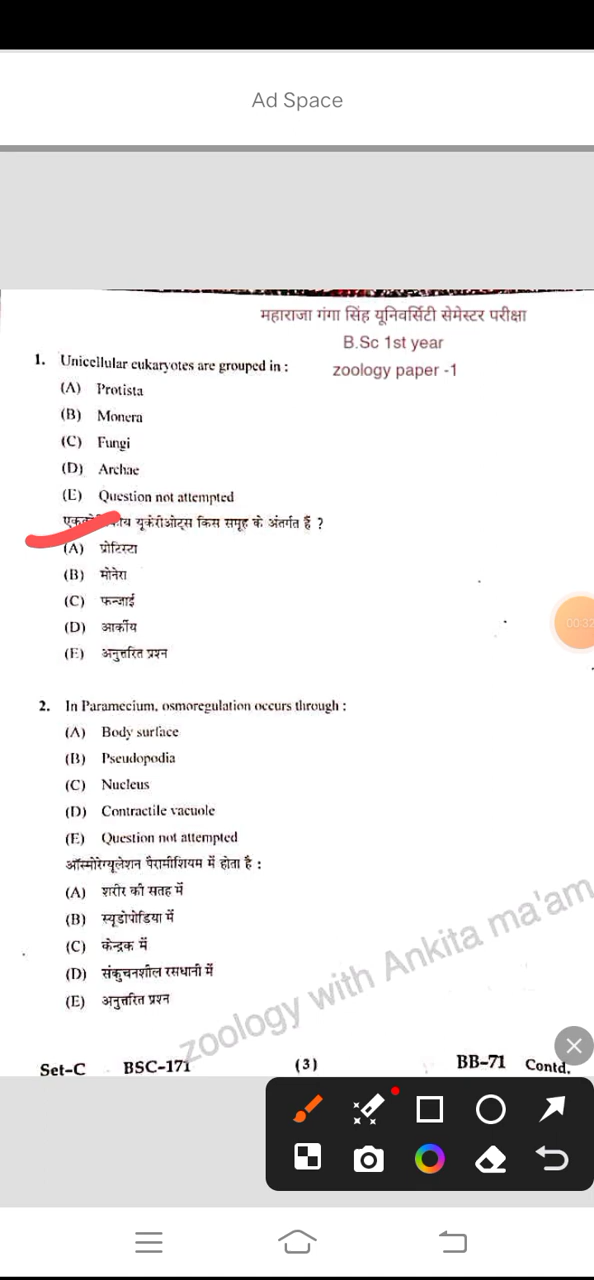 Ad Space
महाराजा गंगा सिंह यूनिवर्सिटी सेमेस्टर परीक्षा
B.Sc 1st year
zoology paper -1
1. Unicellular eukaryotes are grouped in :
(A) Protista
(B) Monera
(C) Fungi
(D) Archae
(E) Question not attempted
यूकेरीओट्स किस समूह के अंतर्गत हैं ?
(A) प्रोटिस्टा
(B) मोनेरा
(C) फन्जाई
(D) आर्कीय
(E) अनुत्तरित प्रश्न
00:32
2. In Paramecium, osmoregulation occurs through :
(A) Body surface
(B) Pseudopodia
(C) Nucleus
(D) Contractile vacuole
(E) Question not attempted
ऑस्मोरेग्यूलेशन पैरामीशियम में होता है :
(A) शरीर की सतह में
(B) स्यूडोपोडिया में
(C) केन्द्रक में
(D) संकुचनशील रसधानी में
(E) अनुत्तरित प्रश्न
zoology with Ankita ma'am
Set-C BSC-171 (3) BB-71 Contd.